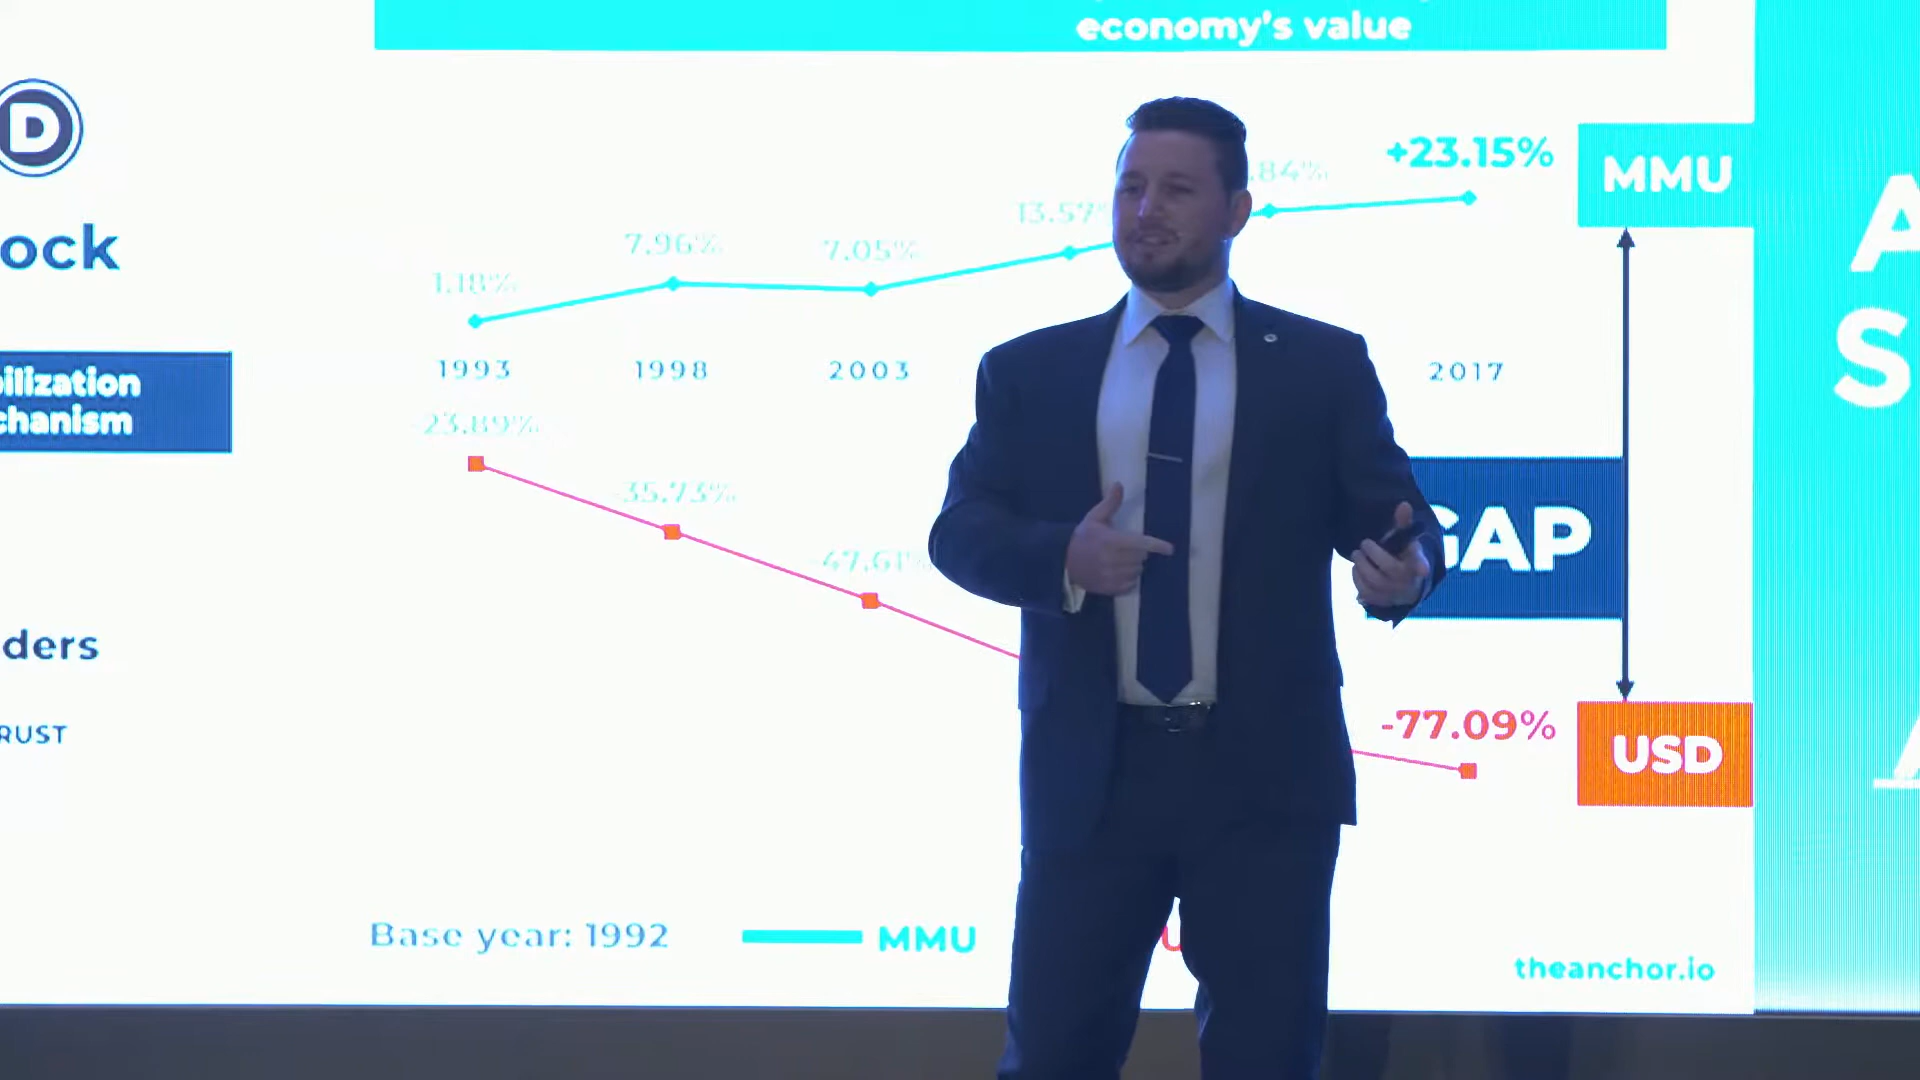 economy's value
D
ock
ilization
chanism
ders
RUST
+23.15%
MMU
.84%
13.57%
7.96%
7.05%
1.18%
1993
1998
2003
2017
-23.89%
-35.73%
-47.61%
GAP
-77.09%
USD
Base year: 1992
MMU
U
theanchor.io
A
S